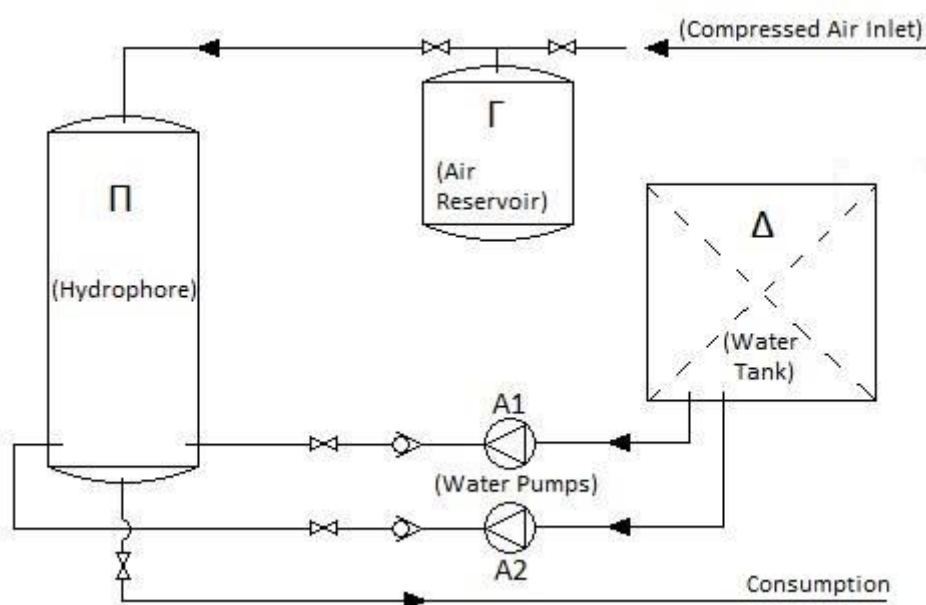 (Compressed Air Inlet)
Γ
(Air
Reservoir)
Π
(Hydrophore)
Δ
(Water
Tank)
A1
(Water Pumps)
A2
Consumption